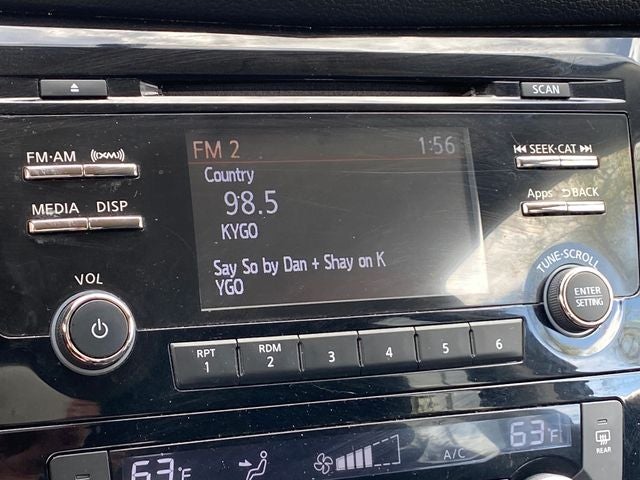 SCAN
FM·AM ((XM))
FM 2 1:56
SEEK·CAT
Country
98.5
KYGO
Say So by Dan + Shay on K
YGO
Apps BACK
MEDIA DISP
VOL
TUNE·SCROLL
ENTER
SETTING
RPT
1
RDM
2
3
4
5
6
63°F
A/C
63°F
REAR